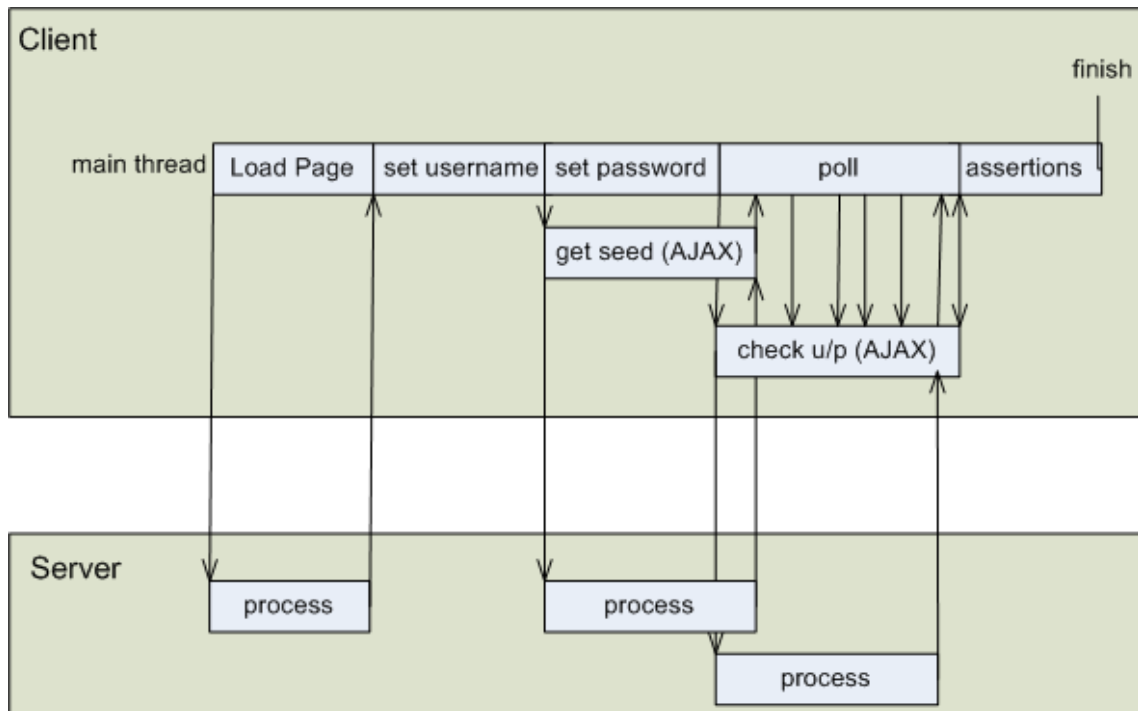 Client
finish
main thread
Load Page
set username
set password
poll
assertions
get seed (AJAX)
check u/p (AJAX)
Server
process
process
process